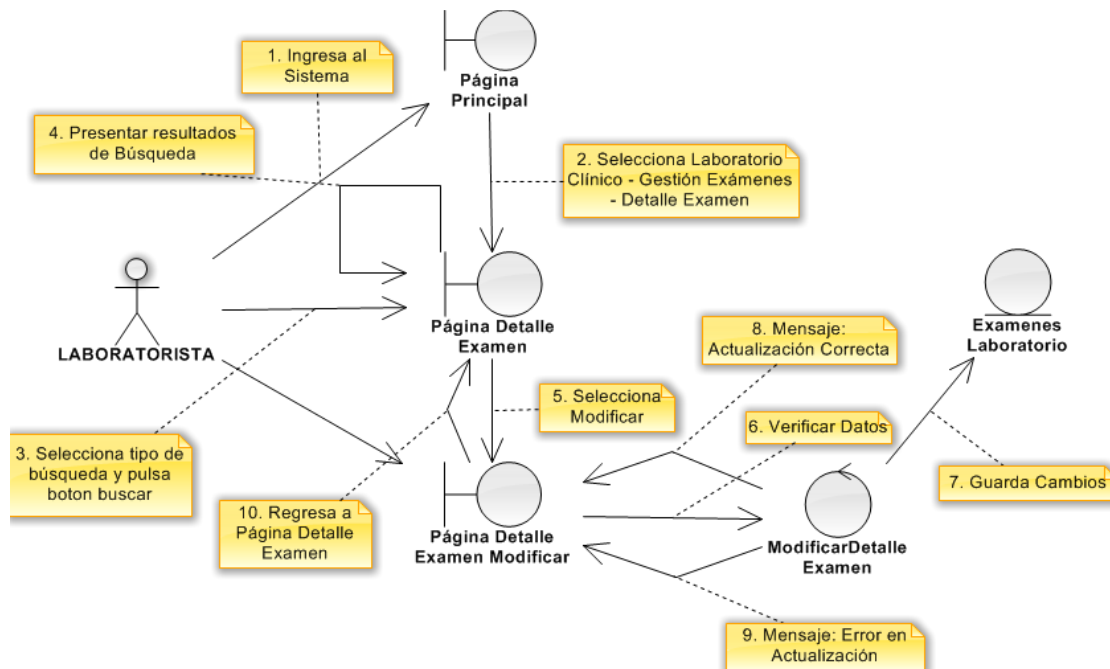 1. Ingresa al
Sistema
Página
Principal
4. Presentar resultados
de Búsqueda
2. Selecciona Laboratorio
Clínico - Gestión Exámenes
- Detalle Examen
LABORATORISTA
Página Detalle
Examen
8. Mensaje:
Actualización Correcta
Examenes
Laboratorio
5. Selecciona
Modificar
6. Verificar Datos
3. Selecciona tipo de
búsqueda y pulsa
boton buscar
7. Guarda Cambios
10. Regresa a
Página Detalle
Examen
Página Detalle
Examen Modificar
ModificarDetalle
Examen
9. Mensaje: Error en
Actualización